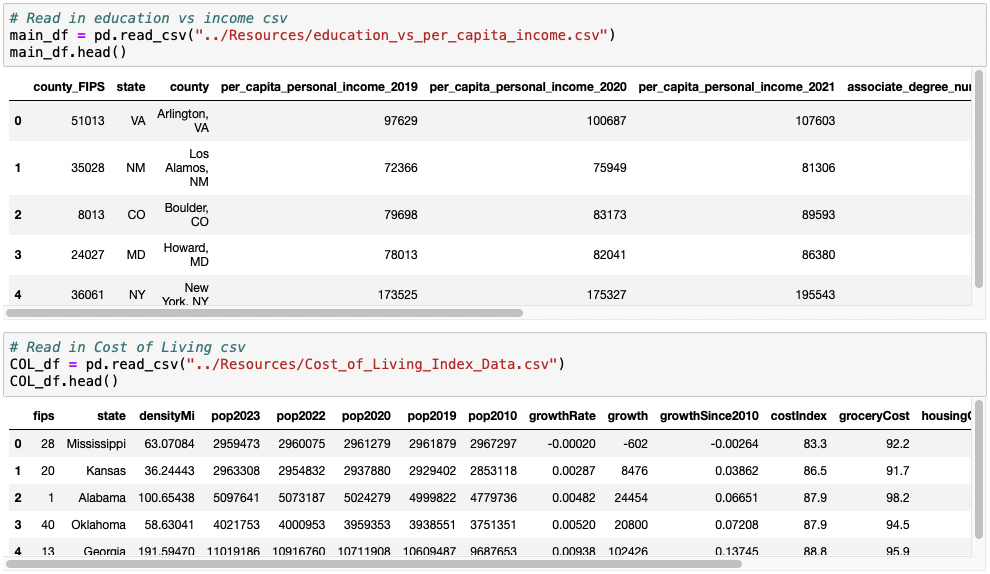 # Read in education vs income csv
main_df = pd.read_csv("../Resources/education_vs_per_capita_income.csv")
main_df.head()
county_FIPS state county per_capita_personal_income_2019 per_capita_personal_income_2020 per_capita_personal_income_2021 associate_degree_nu
0 51013 VA Arlington, VA 97629 100687 107603
1 35028 NM Los Alamos, NM 72366 75949 81306
2 8013 CO Boulder, CO 79698 83173 89593
3 24027 MD Howard, MD 78013 82041 86380
4 36061 NY New York, NY 173525 175327 195543
# Read in Cost of Living csv
COL_df = pd.read_csv("../Resources/Cost_of_Living_Index_Data.csv")
COL_df.head()
fips state densityMi pop2023 pop2022 pop2020 pop2019 pop2010 growthRate growth growthSince2010 costIndex groceryCost housing
0 28 Mississippi 63.07084 2959473 2960075 2961279 2961879 2967297 -0.00020 -602 -0.00264 83.3 92.2
1 20 Kansas 36.24443 2963308 2954832 2937880 2929402 2853118 0.00287 8476 0.03862 86.5 91.7
2 1 Alabama 100.65438 5097641 5073187 5024279 4999822 4779736 0.00482 24454 0.06651 87.9 98.2
3 40 Oklahoma 58.63041 4021753 4000953 3959353 3938551 3751351 0.00520 20800 0.07208 87.9 94.5
4 13 Georgia 191.59470 11019186 10916760 10711908 10609487 9687653 0.00938 102426 0.13745 88.8 95.9